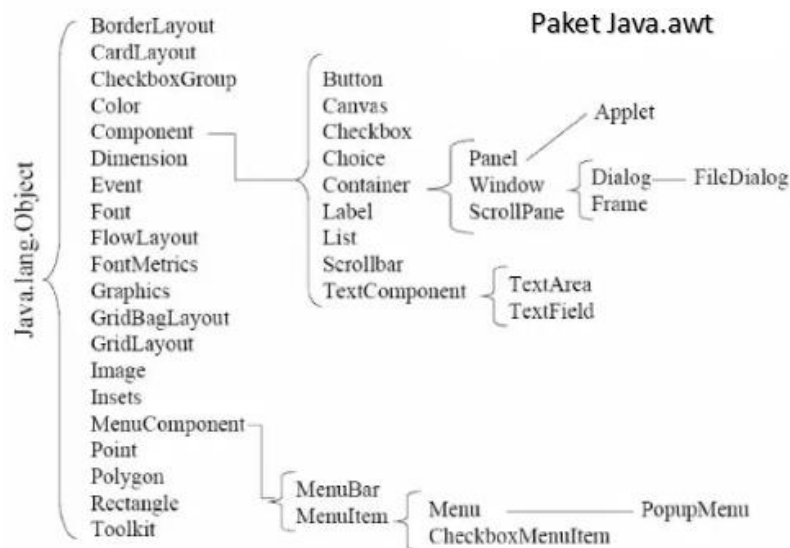 Paket Java.awt
Java.lang.Object
BorderLayout
CardLayout
CheckboxGroup
Color
Component
Dimension
Event
Font
FlowLayout
FontMetrics
Graphics
GridBagLayout
GridLayout
Image
Insets
MenuComponent
Point
Polygon
Rectangle
Toolkit
Button
Canvas
Checkbox
Choice
Container
Label
List
Scrollbar
TextComponent
Panel
Window
ScrollPane
Applet
Dialog
Frame
FileDialog
TextArea
TextField
MenuBar
MenuItem
Menu
CheckboxMenuItem
PopupMenu